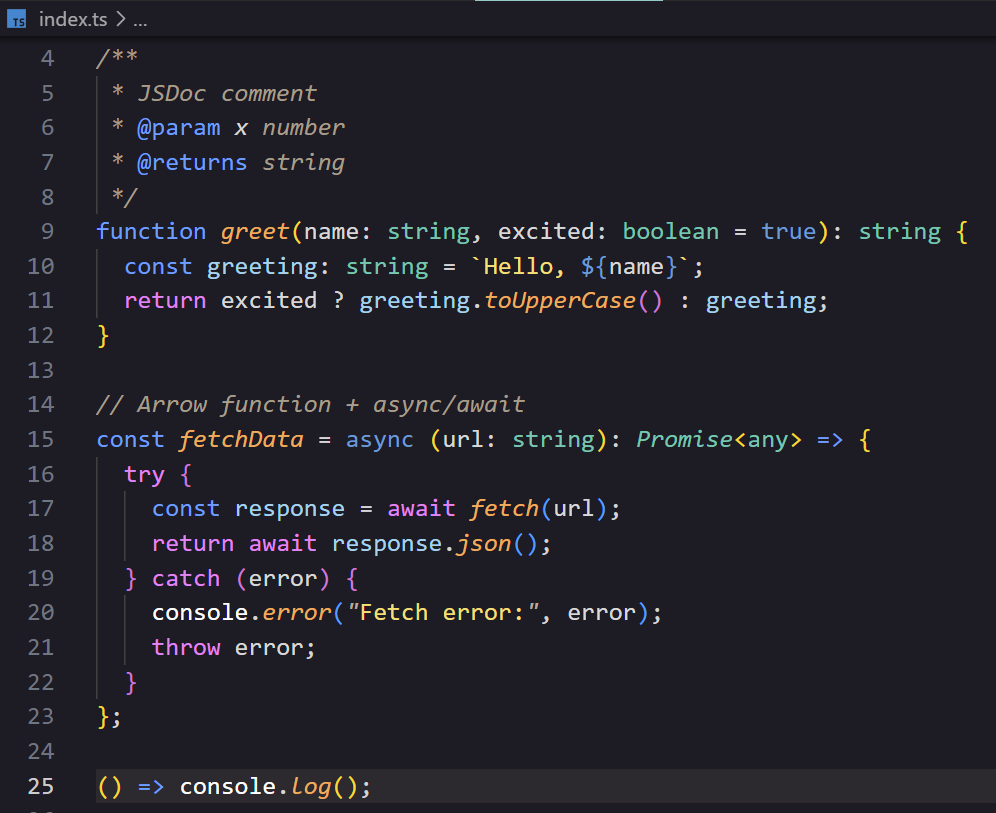 TS index.ts > ...
4 /**
5  * JSDoc comment
6  * @param x number
7  * @returns string
8  */
9 function greet(name: string, excited: boolean = true): string {
10   const greeting: string = `Hello, ${name}`;
11   return excited ? greeting.toUpperCase() : greeting;
12 }
13
14 // Arrow function + async/await
15 const fetchData = async (url: string): Promise<any> => {
16   try {
17     const response = await fetch(url);
18     return await response.json();
19   } catch (error) {
20     console.error("Fetch error:", error);
21     throw error;
22   }
23 };
24
25 () => console.log();